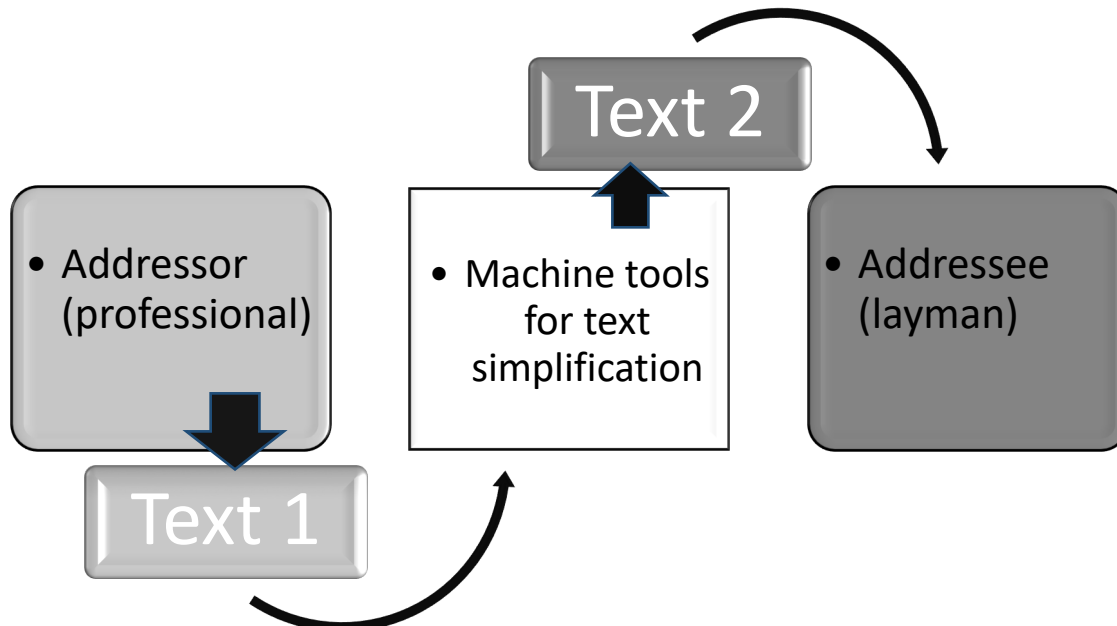 Text 2
• Addressor
(professional)
• Machine tools
for text
simplification
• Addressee
(layman)
Text 1